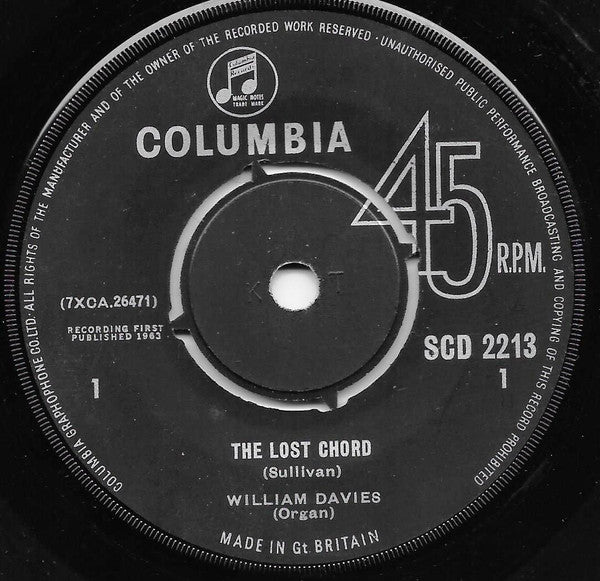 COLUMBIA GRAPHOPHONE CO. LTD. ALL RIGHTS OF THE MANUFACTURER AND OF THE OWNER OF THE RECORDED WORK RESERVED · UNAUTHORISED PUBLIC PERFORMANCE BROADCASTING AND COPYING OF THIS RECORD PROHIBITED
Columbia
Records
MAGIC NOTES
TRADE MARK
COLUMBIA
45
R.P.M.
(7XCA.26471)
RECORDING FIRST
PUBLISHED 1963
SCD 2213
1
1
K T
THE LOST CHORD
(Sullivan)
WILLIAM DAVIES
(Organ)
MADE IN Gt. BRITAIN